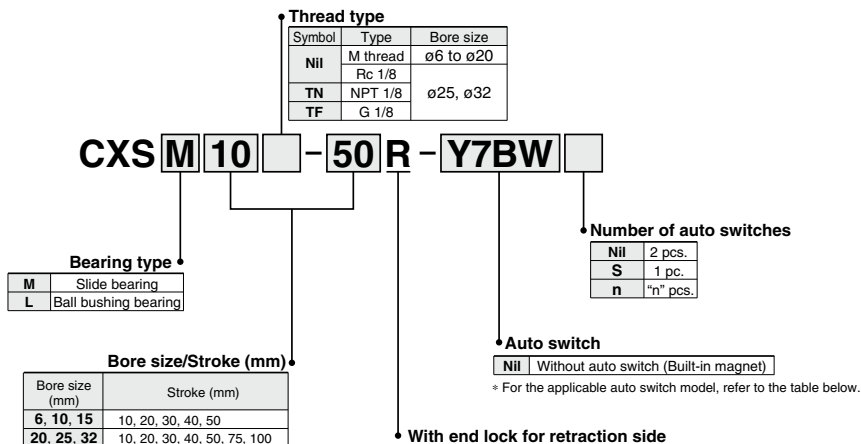 Thread type
Symbol Type Bore size
Nil M thread ø6 to ø20
Rc 1/8 ø25, ø32
TN NPT 1/8
TF G 1/8
CXS M 10 - 50 R - Y7BW
Number of auto switches
Nil 2 pcs.
S 1 pc.
n "n" pcs.
Bearing type
M Slide bearing
L Ball bushing bearing
Auto switch
Nil Without auto switch (Built-in magnet)
∗ For the applicable auto switch model, refer to the table below.
Bore size/Stroke (mm)
Bore size (mm) Stroke (mm)
6, 10, 15 10, 20, 30, 40, 50
20, 25, 32 10, 20, 30, 40, 50, 75, 100
With end lock for retraction side